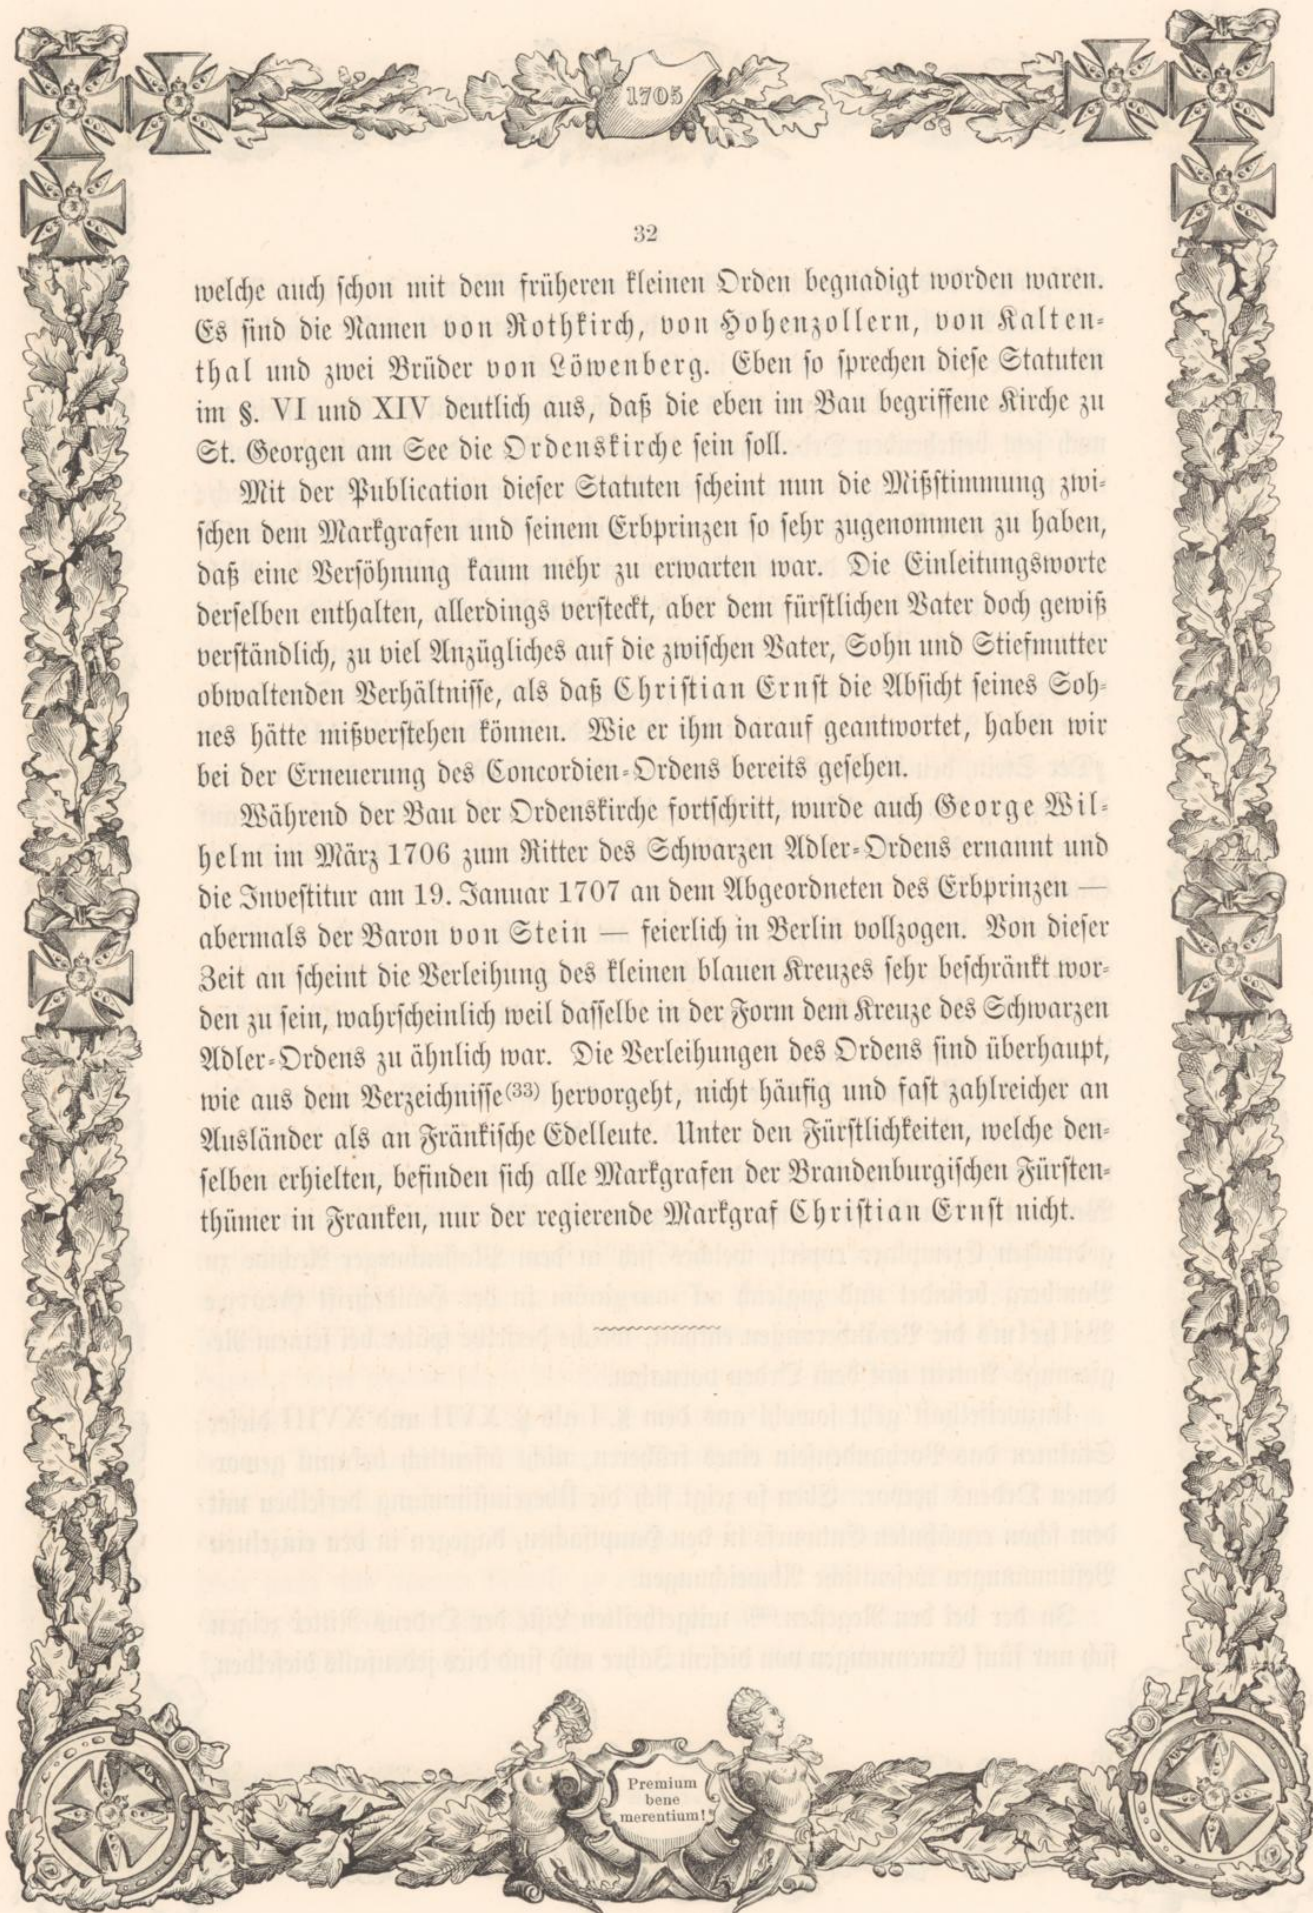 1705
32
welche auch schon mit dem früheren kleinen Orden begnadigt worden waren.
Es sind die Namen von Rothkirch, von Hohenzollern, von Kalten-
thal und zwei Brüder von Löwenberg. Eben so sprechen diese Statuten
im §. VI und XIV deutlich aus, daß die eben im Bau begriffene Kirche zu
St. Georgen am See die Ordenskirche sein soll.
Mit der Publication dieser Statuten scheint nun die Mißstimmung zwi-
schen dem Markgrafen und seinem Erbprinzen so sehr zugenommen zu haben,
daß eine Versöhnung kaum mehr zu erwarten war. Die Einleitungsworte
derselben enthalten, allerdings versteckt, aber dem fürstlichen Vater doch gewiß
verständlich, zu viel Anzügliches auf die zwischen Vater, Sohn und Stiefmutter
obwaltenden Verhältnisse, als daß Christian Ernst die Absicht seines Soh-
nes hätte mißverstehen können. Wie er ihm darauf geantwortet, haben wir
bei der Erneuerung des Concordien-Ordens bereits gesehen.
Während der Bau der Ordenskirche fortschritt, wurde auch George Wil-
helm im März 1706 zum Ritter des Schwarzen Adler-Ordens ernannt und
die Investitur am 19. Januar 1707 an dem Abgeordneten des Erbprinzen —
abermals der Baron von Stein — feierlich in Berlin vollzogen. Von dieser
Zeit an scheint die Verleihung des kleinen blauen Kreuzes sehr beschränkt wor-
den zu sein, wahrscheinlich weil dasselbe in der Form dem Kreuze des Schwarzen
Adler-Ordens zu ähnlich war. Die Verleihungen des Ordens sind überhaupt,
wie aus dem Verzeichnisse(33) hervorgeht, nicht häufig und fast zahlreicher an
Ausländer als an Fränkische Edelleute. Unter den Fürstlichkeiten, welche den-
selben erhielten, befinden sich alle Markgrafen der Brandenburgischen Fürsten-
thümer in Franken, nur der regierende Markgraf Christian Ernst nicht.
Premium
bene
merentium!